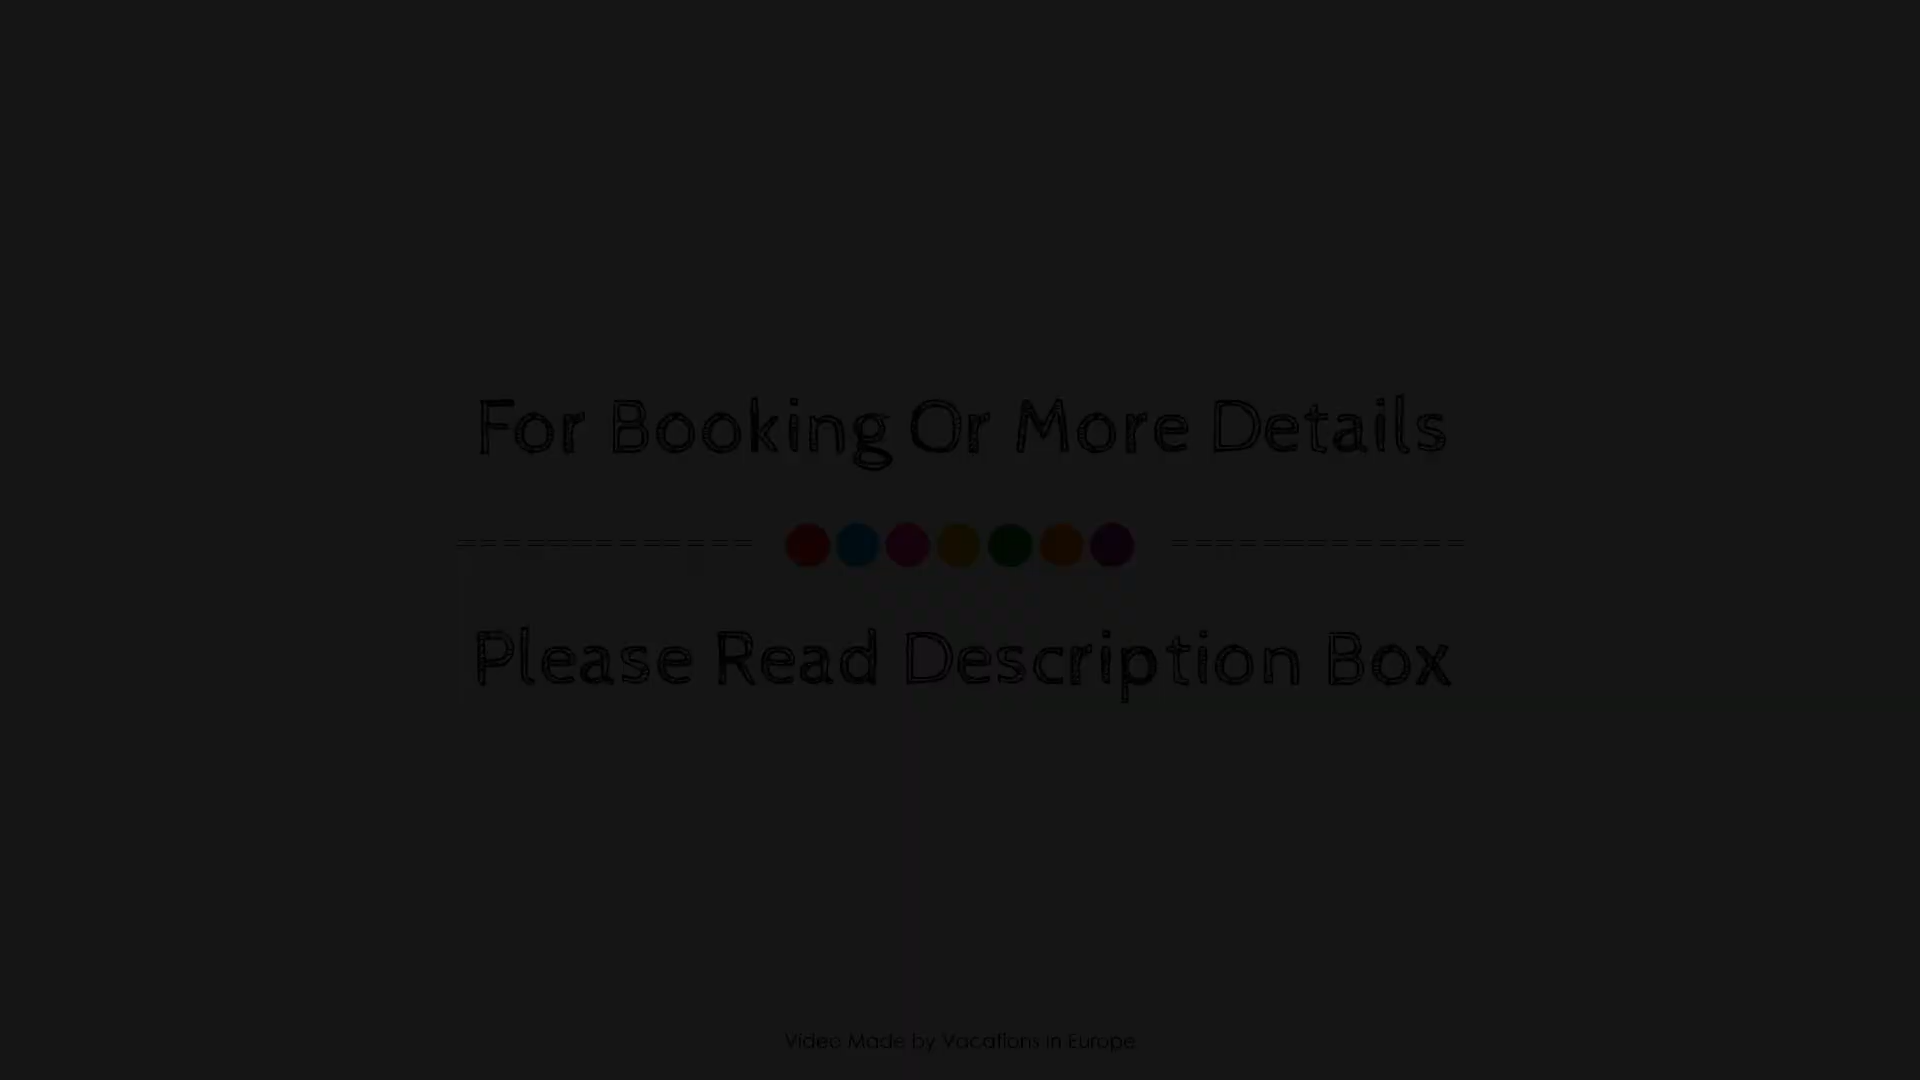 For Booking Or More Details
Please Read Description Box
Video Made by Vacations in Europe